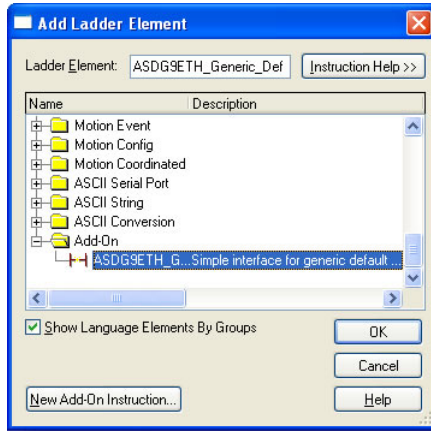 Add Ladder Element
Ladder Element: ASDG9ETH_Generic_Def Instruction Help >>
Name Description
Motion Event
Motion Config
Motion Coordinated
ASCII Serial Port
ASCII String
ASCII Conversion
Add-On
ASDG9ETH_G...Simple interface for generic default ...
Show Language Elements By Groups
OK
Cancel
New Add-On Instruction...
Help